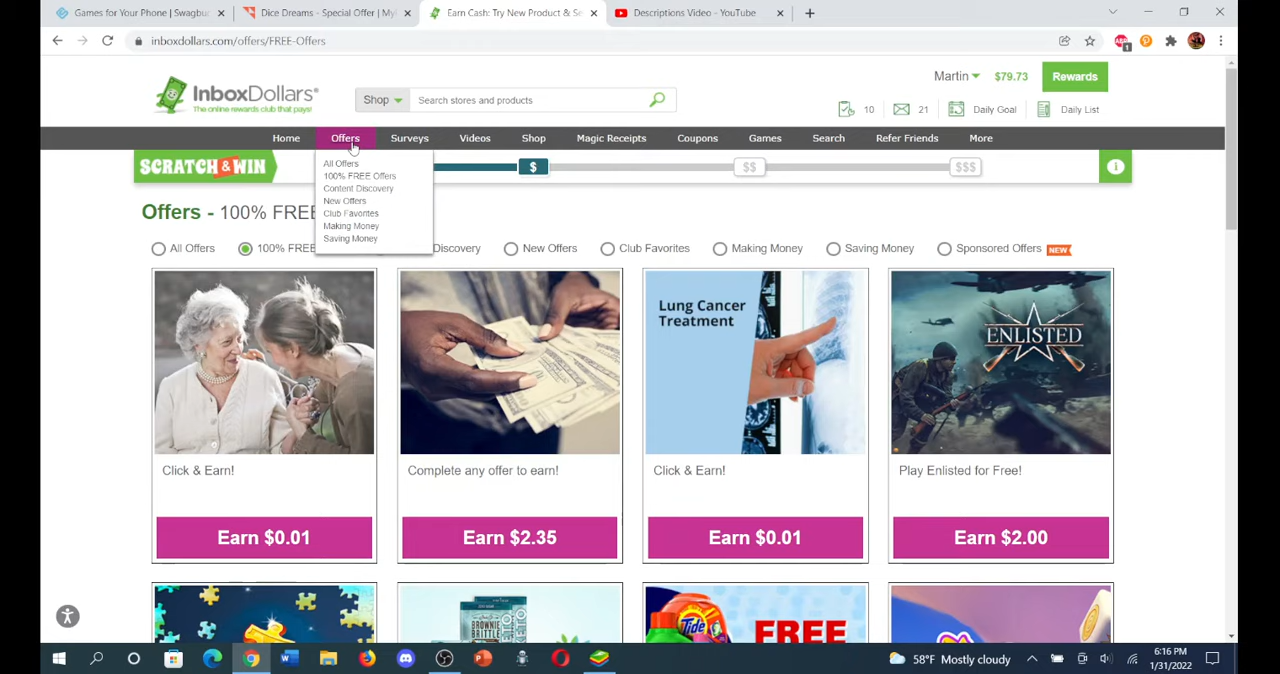 Games for Your Phone | Swagbu
Dice Dreams - Special Offer | My
Earn Cash: Try New Product & Se
Descriptions Video - YouTube
inboxdollars.com/offers/FREE-Offers
InboxDollars®
The online rewards club that pays!
Shop
Search stores and products
Martin
$79.73
Rewards
10
21
Daily Goal
Daily List
Home
Offers
Surveys
Videos
Shop
Magic Receipts
Coupons
Games
Search
Refer Friends
More
SCRATCH & WIN
$
$$
$$$
All Offers
100% FREE Offers
Content Discovery
New Offers
Club Favorites
Making Money
Saving Money
Offers - 100% FREE
All Offers
100% FREE
Discovery
New Offers
Club Favorites
Making Money
Saving Money
Sponsored Offers NEW
Lung Cancer
Treatment
ENLISTED
Click & Earn!
Complete any offer to earn!
Click & Earn!
Play Enlisted for Free!
Earn $0.01
Earn $2.35
Earn $0.01
Earn $2.00
BROWNIE
BRITTLE
Tide
FREE
58°F Mostly cloudy
6:16 PM
1/31/2022